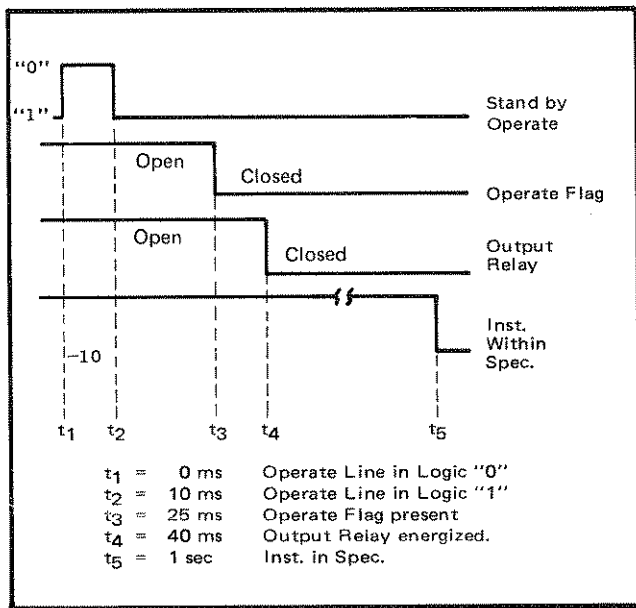 "0"
"1"
Stand by
Operate
Open
Closed
Operate Flag
Open
Closed
Output
Relay
Inst.
Within
Spec.
–10
t1 t2 t3 t4 t5
t1 = 0 ms Operate Line in Logic "0"
t2 = 10 ms Operate Line in Logic "1"
t3 = 25 ms Operate Flag present
t4 = 40 ms Output Relay energized.
t5 = 1 sec Inst. in Spec.